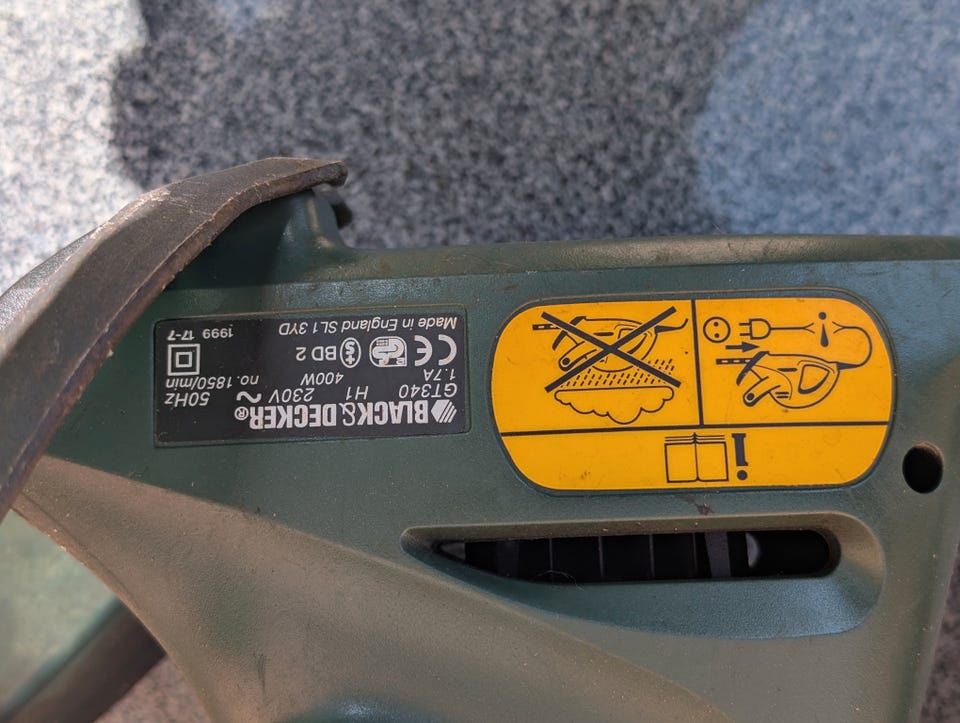 BLACK & DECKER®
GT340 H1 230V ~ 50Hz
1.7A 400W no. 1850/min
CE GS S BD 2
Made in England SL1 3YD 1999 17-7
i